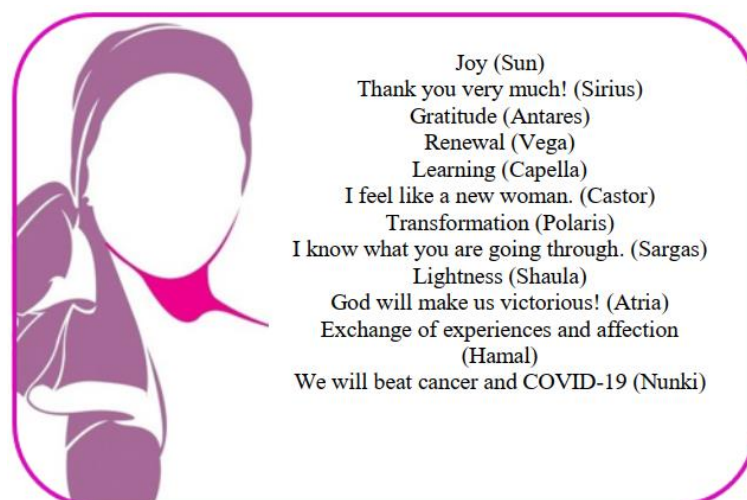 Joy (Sun)
Thank you very much! (Sirius)
Gratitude (Antares)
Renewal (Vega)
Learning (Capella)
I feel like a new woman. (Castor)
Transformation (Polaris)
I know what you are going through. (Sargas)
Lightness (Shaula)
God will make us victorious! (Atria)
Exchange of experiences and affection
(Hamal)
We will beat cancer and COVID-19 (Nunki)